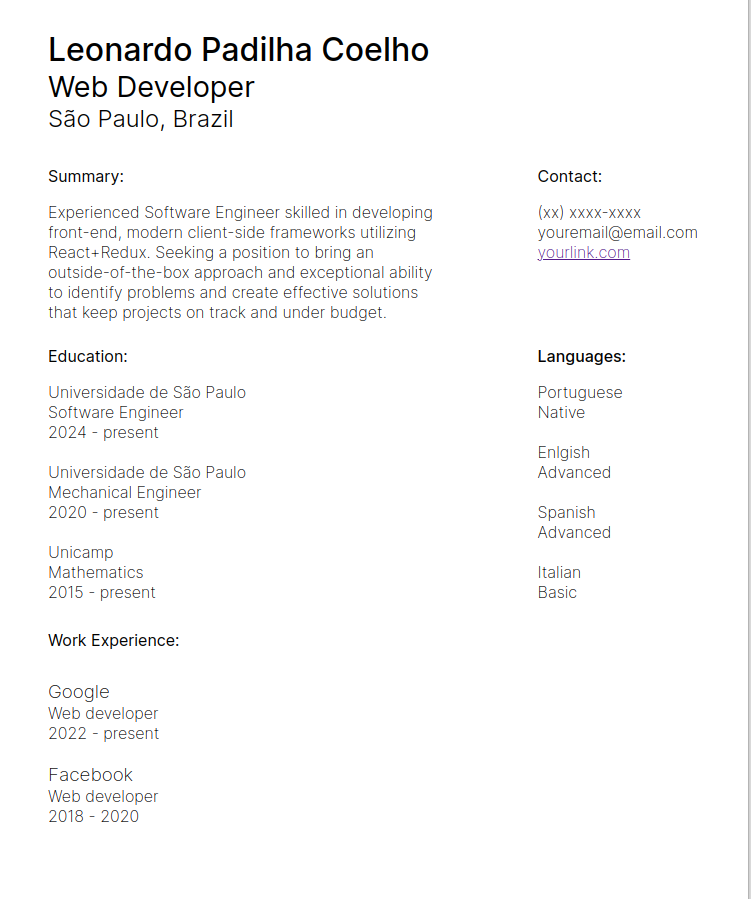 Leonardo Padilha Coelho
Web Developer
São Paulo, Brazil
Summary:
Experienced Software Engineer skilled in developing
front-end, modern client-side frameworks utilizing
React+Redux. Seeking a position to bring an
outside-of-the-box approach and exceptional ability
to identify problems and create effective solutions
that keep projects on track and under budget.
Contact:
(xx) xxxx-xxxx
youremail@email.com
yourlink.com
Education:
Universidade de São Paulo
Software Engineer
2024 - present
Universidade de São Paulo
Mechanical Engineer
2020 - present
Unicamp
Mathematics
2015 - present
Languages:
Portuguese
Native
Enlgish
Advanced
Spanish
Advanced
Italian
Basic
Work Experience:
Google
Web developer
2022 - present
Facebook
Web developer
2018 - 2020